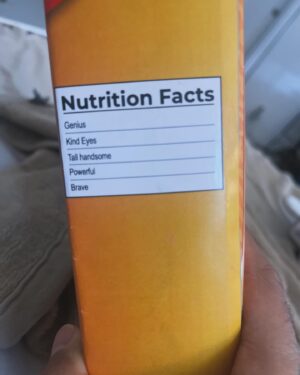 Nutrition Facts
Genius
Kind Eyes
Tall handsome
Powerful
Brave